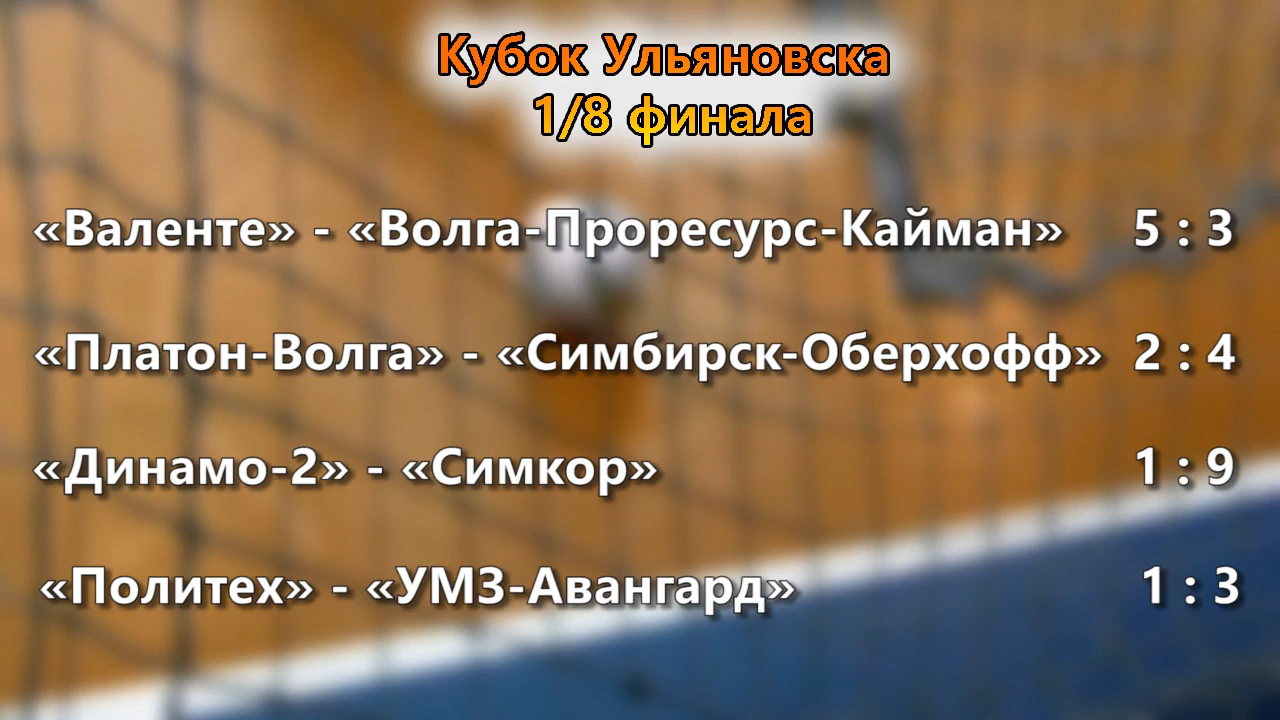 Кубок Ульяновска
1/8 финала
«Валенте» - «Волга-Проресурс-Кайман» 5 : 3
«Платон-Волга» - «Симбирск-Оберхофф» 2 : 4
«Динамо-2» - «Симкор» 1 : 9
«Политех» - «УМЗ-Авангард» 1 : 3